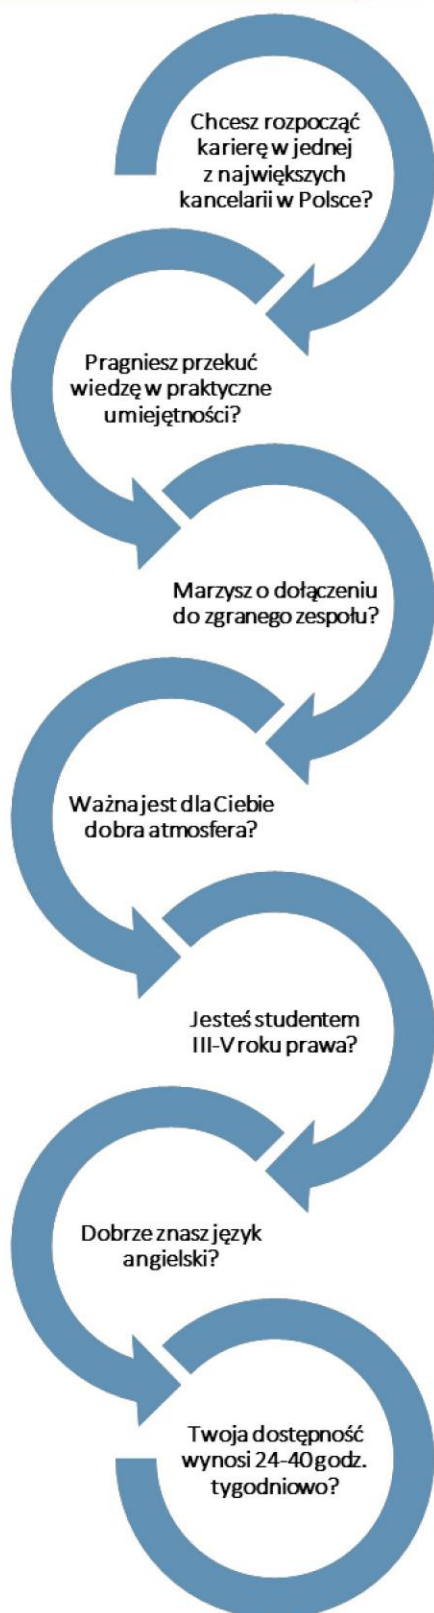 Chcesz rozpocząć
karierę w jednej
z największych
kancelarii w Polsce?
Pragniesz przekuć
wiedzę w praktyczne
umiejętności?
Marzysz o dołączeniu
do zgranego zespołu?
Ważna jest dla Ciebie
dobra atmosfera?
Jesteś studentem
III-V roku prawa?
Dobrze znasz język
angielski?
Twoja dostępność
wynosi 24-40 godz.
tygodniowo?